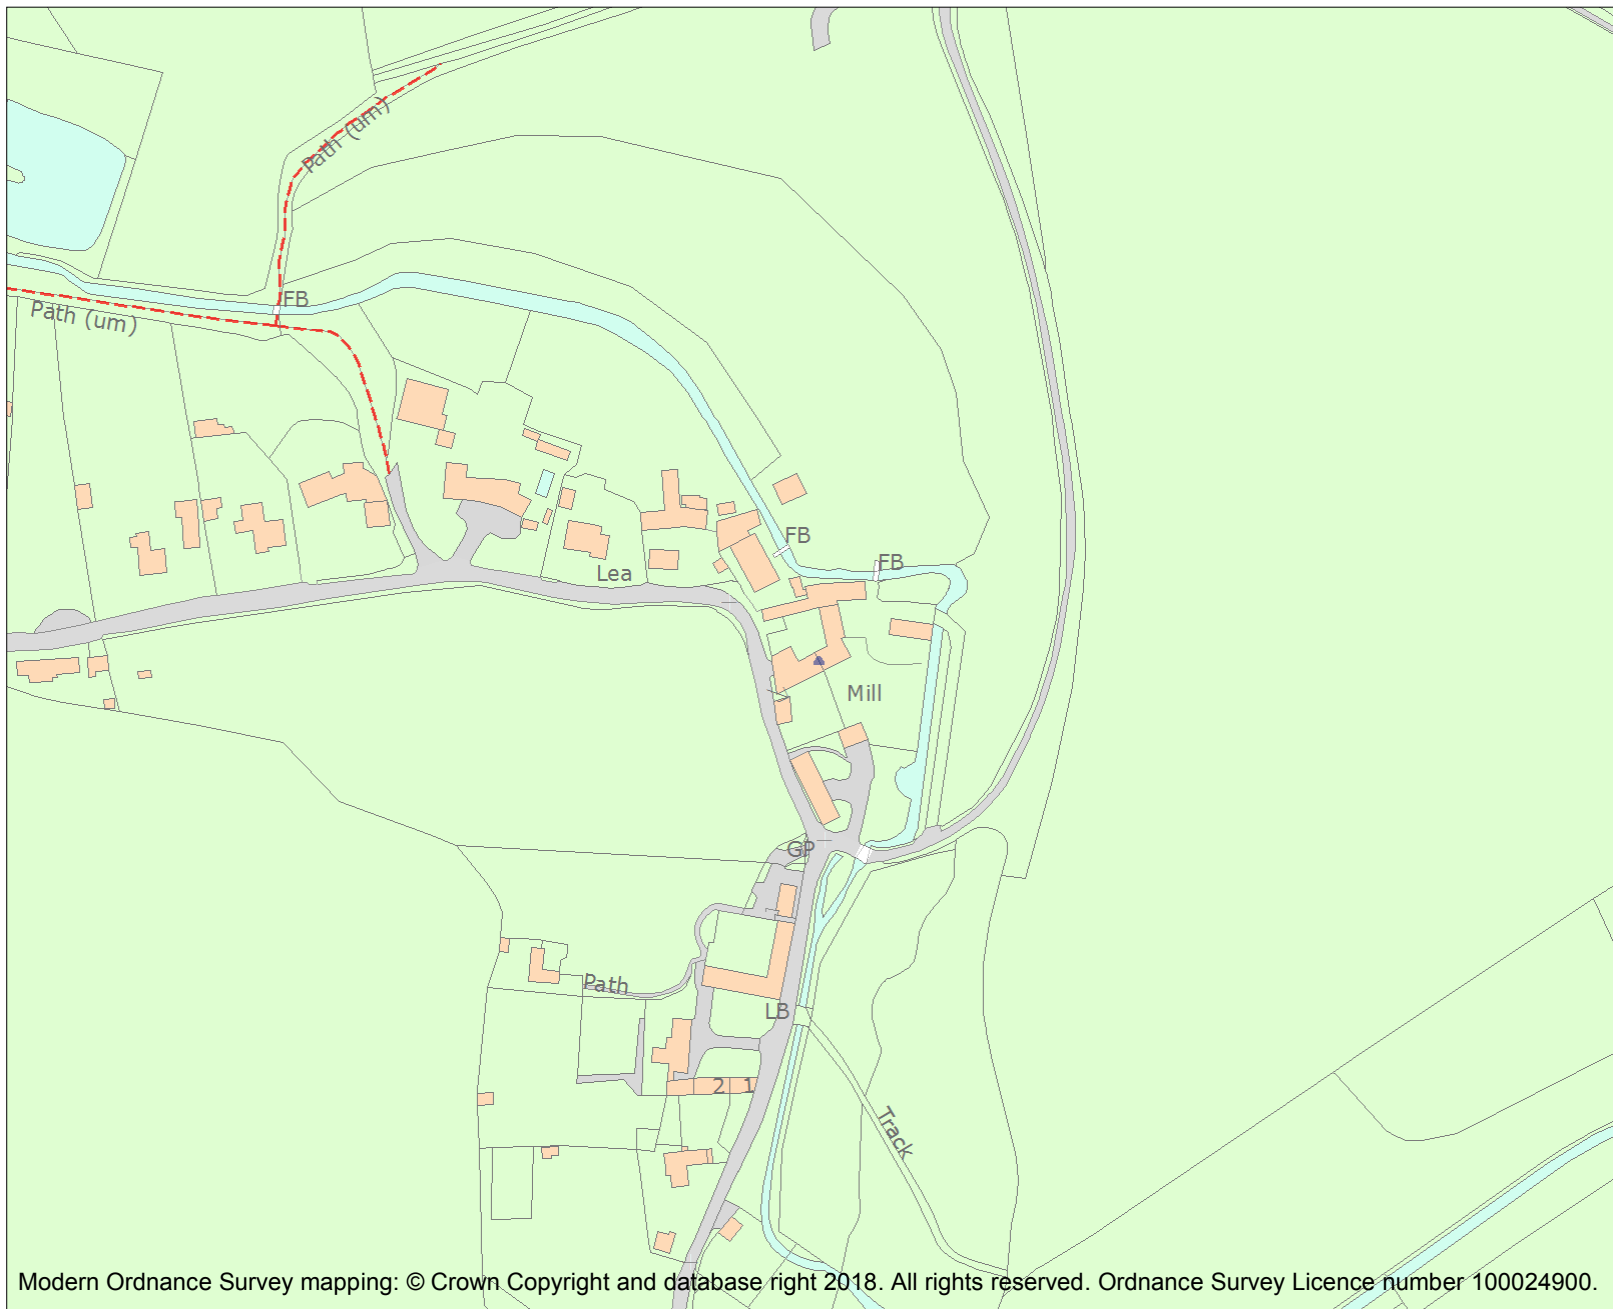 Path (um)
FB
Path (um)
FB
FB
Lea
Mill
GP
Path
LB
2 1
Track
Modern Ordnance Survey mapping: © Crown Copyright and database right 2018. All rights reserved. Ordnance Survey Licence number 100024900.